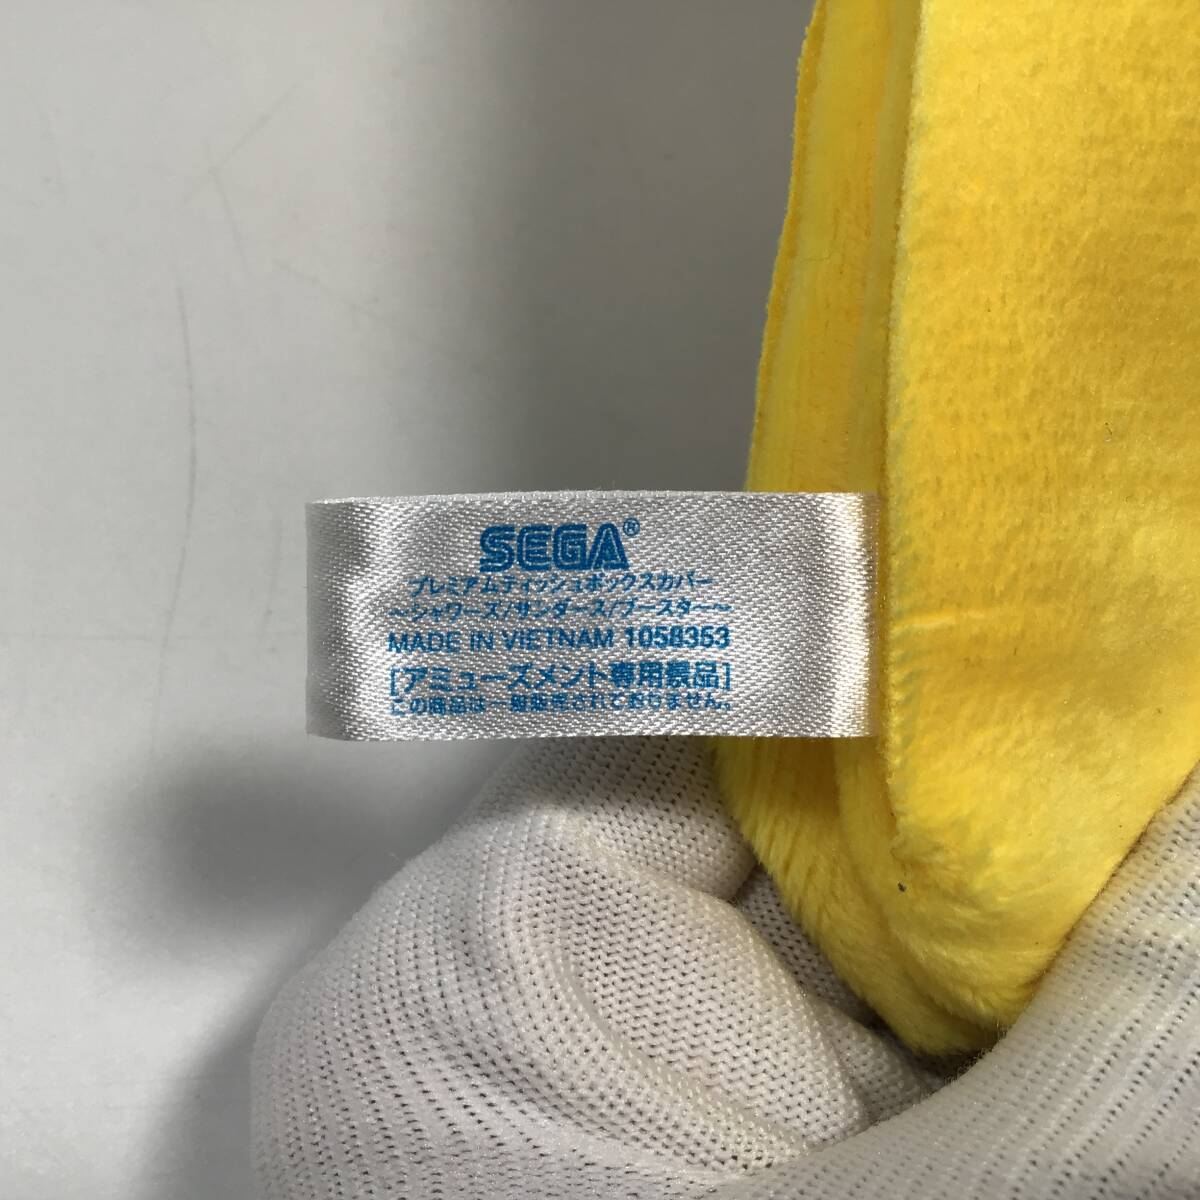 SEGA®
プレミアムティッシュボックスカバー
～シャワーズ/サンダース/ブースター～
MADE IN VIETNAM 1058353
[アミューズメント専用景品]
この商品は一般販売されておりません。